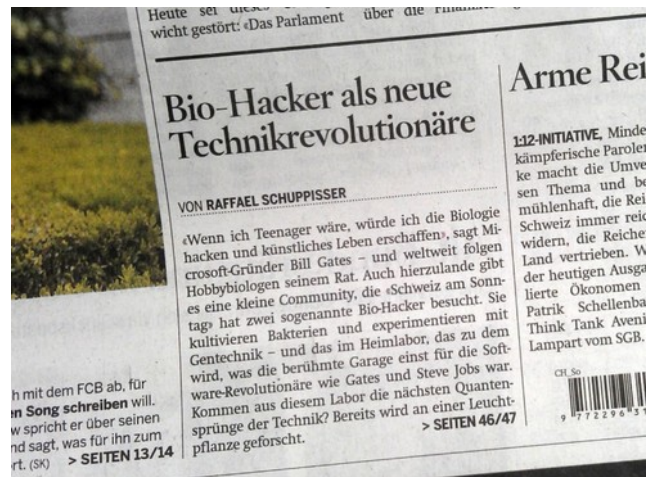 Heute sei dieses
wicht gestört: «Das Parlament
über die
Bio-Hacker als neue
Technikrevolutionäre
VON RAFFAEL SCHUPPISSER
«Wenn ich Teenager wäre, würde ich die Biologie
hacken und künstliches Leben erschaffen», sagt Mi-
crosoft-Gründer Bill Gates – und weltweit folgen
Hobbybiologen seinem Rat. Auch hierzulande gibt
es eine kleine Community, die «Schweiz am Sonn-
tag» hat zwei sogenannte Bio-Hacker besucht. Sie
kultivieren Bakterien und experimentieren mit
Gentechnik – und das im Heimlabor, das zu dem
wird, was die berühmte Garage einst für die Soft-
ware-Revolutionäre wie Gates und Steve Jobs war.
Kommen aus diesem Labor die nächsten Quanten-
sprünge der Technik? Bereits wird an einer Leucht-
pflanze geforscht. > SEITEN 46/47
Arme Rei
1:12-INITIATIVE, Minde
kämpferische Parolen
ke macht die Umve
sen Thema und be
mühlenhaft, die Rei
Schweiz immer reic
widern, die Reiche
Land vertrieben. W
der heutigen Ausga
lierte Ökonomen
Patrik Schellenba
Think Tank Aveni
Lampart vom SGB.
CH_So
9 772296 31
h mit dem FCB ab, für
en Song schreiben will.
w spricht er über seinen
nd sagt, was für ihn zum
rt. (SK) > SEITEN 13/14